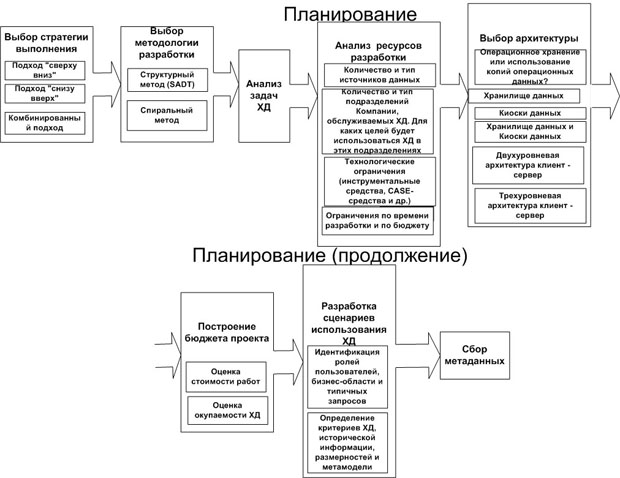 Планирование
Выбор стратегии
выполнения
Подход "сверху
вниз"
Подход "снизу
вверх"
Комбинированны
й подход
Выбор
методологии
разработки
Структурный
метод (SADT)
Спиральный
метод
Анализ
задач
ХД
Анализ ресурсов
разработки
Количество и тип
источников данных
Количество и тип
подразделений
Компании,
обслуживаемых ХД. Для
каких целей будет
использоваться ХД в
этих подразделениях
Технологические
ограничения
(инструментальные
средства, CASE-
средства и др.)
Ограничения по времени
разработки и по бюджету
Выбор архитектуры
Операционное хранение
или использование
копий операционных
данных?
Хранилище данных
Киоски данных
Хранилище данных и
Киоски данных
Двухуровневая
архитектура клиент -
сервер
Трехуровневая
архитектура клиент -
сервер
Планирование (продолжение)
Построение
бюджета проекта
Оценка
стоимости работ
Оценка
окупаемости ХД
Разработка
сценариев
использования
ХД
Идентификация
ролей
пользователей,
бизнес-области и
типичных
запросов
Определение
критериев ХД,
исторической
информации,
размерностей и
метамодели
Сбор
метаданных